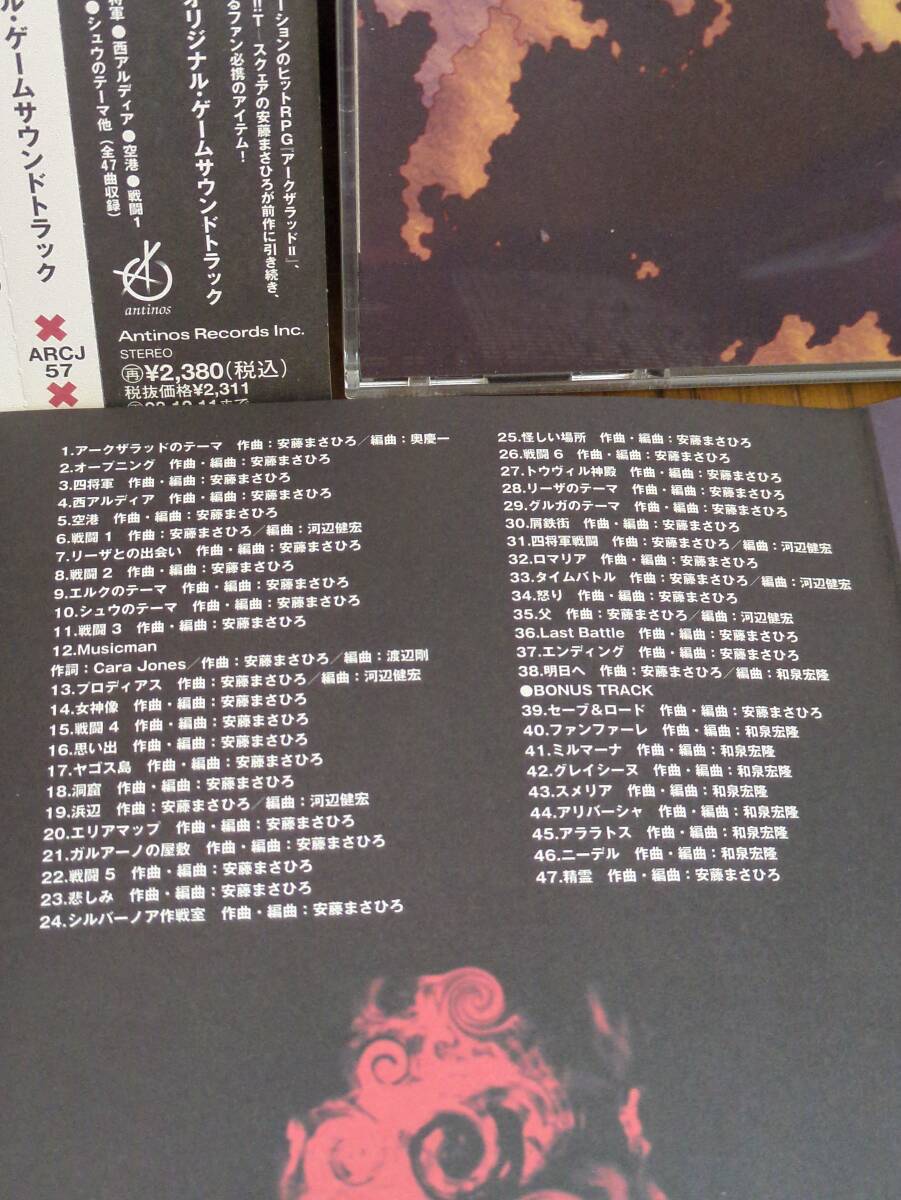 ル・ゲームサウンドトラック
ARCJ
57
将軍●西アルディア●空港●戦闘1
●シュウのテーマ他(全47曲収録)
オリジナル・ゲームサウンドトラック
ーションのヒットRPG『アークザラッドⅡ』、
!!T-スクェアの安藤まさひろが前作に引き続き、
るファン必携のアイテム!
antinos
Antinos Records Inc.
STEREO
再¥2,380(税込)
税抜価格¥2,311
1.アークザラッドのテーマ 作曲:安藤まさひろ/編曲:奥慶一
2.オープニング 作曲・編曲:安藤まさひろ
3.四将軍 作曲・編曲:安藤まさひろ
4.西アルディア 作曲・編曲:安藤まさひろ
5.空港 作曲・編曲:安藤まさひろ
6.戦闘 1 作曲:安藤まさひろ/編曲:河辺健宏
7.リーザとの出会い 作曲・編曲:安藤まさひろ
8.戦闘 2 作曲・編曲:安藤まさひろ
9.エルクのテーマ 作曲・編曲:安藤まさひろ
10.シュウのテーマ 作曲・編曲:安藤まさひろ
11.戦闘 3 作曲・編曲:安藤まさひろ
12.Musicman
作詞:Cara Jones/作曲:安藤まさひろ/編曲:渡辺剛
13.プロディアス 作曲:安藤まさひろ/編曲:河辺健宏
14.女神像 作曲・編曲:安藤まさひろ
15.戦闘 4 作曲・編曲:安藤まさひろ
16.思い出 作曲・編曲:安藤まさひろ
17.ヤゴス島 作曲・編曲:安藤まさひろ
18.洞窟 作曲・編曲:安藤まさひろ
19.浜辺 作曲:安藤まさひろ/編曲:河辺健宏
20.エリアマップ 作曲・編曲:安藤まさひろ
21.ガルアーノの屋敷 作曲・編曲:安藤まさひろ
22.戦闘 5 作曲・編曲:安藤まさひろ
23.悲しみ 作曲・編曲:安藤まさひろ
24.シルバーノア作戦室 作曲・編曲:安藤まさひろ
25.怪しい場所 作曲・編曲:安藤まさひろ
26.戦闘 6 作曲・編曲:安藤まさひろ
27.トウヴィル神殿 作曲・編曲:安藤まさひろ
28.リーザのテーマ 作曲・編曲:安藤まさひろ
29.グルガのテーマ 作曲・編曲:安藤まさひろ
30.屑鉄街 作曲・編曲:安藤まさひろ
31.四将軍戦闘 作曲:安藤まさひろ/編曲:河辺健宏
32.ロマリア 作曲・編曲:安藤まさひろ
33.タイムバトル 作曲:安藤まさひろ/編曲:河辺健宏
34.怒り 作曲・編曲:安藤まさひろ
35.父 作曲:安藤まさひろ/編曲:河辺健宏
36.Last Battle 作曲・編曲:安藤まさひろ
37.エンディング 作曲・編曲:安藤まさひろ
38.明日へ 作曲:安藤まさひろ/編曲:和泉宏隆
●BONUS TRACK
39.セーブ&ロード 作曲・編曲:安藤まさひろ
40.ファンファーレ 作曲・編曲:和泉宏隆
41.ミルマーナ 作曲・編曲:和泉宏隆
42.グレイシーヌ 作曲・編曲:和泉宏隆
43.スメリア 作曲・編曲:和泉宏隆
44.アリバーシャ 作曲・編曲:和泉宏隆
45.アララトス 作曲・編曲:和泉宏隆
46.ニーデル 作曲・編曲:和泉宏隆
47.精霊 作曲・編曲:安藤まさひろ